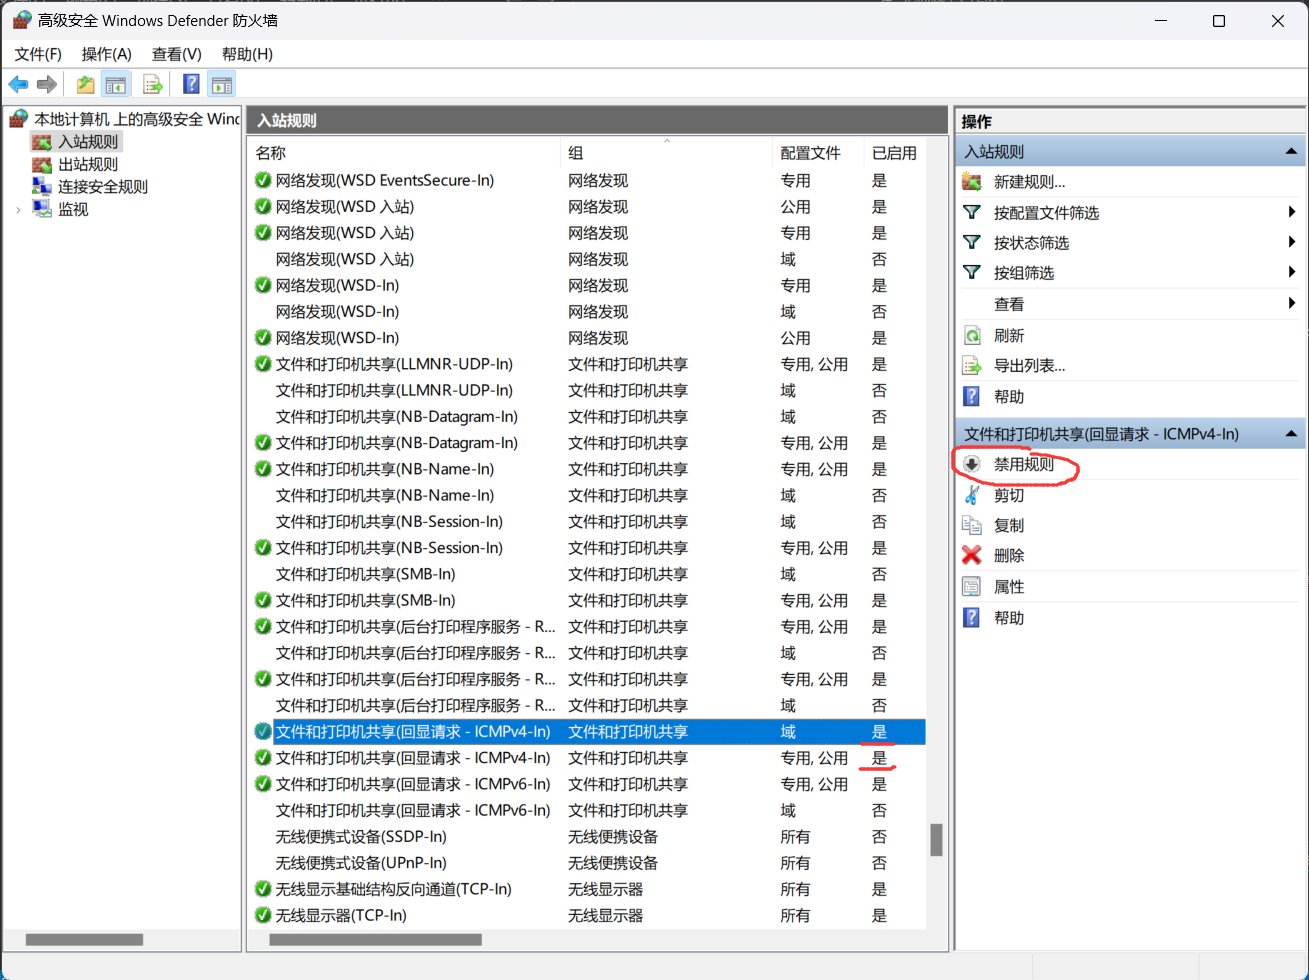 高级安全 Windows Defender 防火墙
文件(F) 操作(A) 查看(V) 帮助(H)
本地计算机 上的高级安全 Wind
入站规则
出站规则
连接安全规则
监视
入站规则
名称 组 配置文件 已启用
网络发现(WSD EventsSecure-In) 网络发现 专用 是
网络发现(WSD 入站) 网络发现 公用 是
网络发现(WSD 入站) 网络发现 专用 是
网络发现(WSD 入站) 网络发现 域 否
网络发现(WSD-In) 网络发现 专用 是
网络发现(WSD-In) 网络发现 域 否
网络发现(WSD-In) 网络发现 公用 是
文件和打印机共享(LLMNR-UDP-In) 文件和打印机共享 专用, 公用 是
文件和打印机共享(LLMNR-UDP-In) 文件和打印机共享 域 否
文件和打印机共享(NB-Datagram-In) 文件和打印机共享 域 否
文件和打印机共享(NB-Datagram-In) 文件和打印机共享 专用, 公用 是
文件和打印机共享(NB-Name-In) 文件和打印机共享 专用, 公用 是
文件和打印机共享(NB-Name-In) 文件和打印机共享 域 否
文件和打印机共享(NB-Session-In) 文件和打印机共享 域 否
文件和打印机共享(NB-Session-In) 文件和打印机共享 专用, 公用 是
文件和打印机共享(SMB-In) 文件和打印机共享 域 否
文件和打印机共享(SMB-In) 文件和打印机共享 专用, 公用 是
文件和打印机共享(后台打印程序服务 - R... 文件和打印机共享 专用, 公用 是
文件和打印机共享(后台打印程序服务 - R... 文件和打印机共享 域 否
文件和打印机共享(后台打印程序服务 - R... 文件和打印机共享 专用, 公用 是
文件和打印机共享(后台打印程序服务 - R... 文件和打印机共享 域 否
文件和打印机共享(回显请求 - ICMPv4-In) 文件和打印机共享 域 是
文件和打印机共享(回显请求 - ICMPv4-In) 文件和打印机共享 专用, 公用 是
文件和打印机共享(回显请求 - ICMPv6-In) 文件和打印机共享 专用, 公用 是
文件和打印机共享(回显请求 - ICMPv6-In) 文件和打印机共享 域 否
无线便携式设备(SSDP-In) 无线便携设备 所有 否
无线便携式设备(UPnP-In) 无线便携设备 所有 否
无线显示基础结构反向通道(TCP-In) 无线显示器 所有 是
无线显示器(TCP-In) 无线显示器 所有 是
操作
入站规则
新建规则...
按配置文件筛选
按状态筛选
按组筛选
查看
刷新
导出列表...
帮助
文件和打印机共享(回显请求 - ICMPv4-In)
禁用规则
剪切
复制
删除
属性
帮助